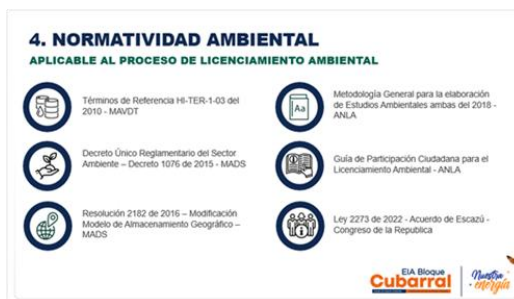 4. NORMATIVIDAD AMBIENTAL
APLICABLE AL PROCESO DE LICENCIAMIENTO AMBIENTAL
Términos de Referencia HI-TER-1-03 del
2010 - MAVDT
Decreto Único Reglamentario del Sector
Ambiente – Decreto 1076 de 2015 - MADS
Resolución 2182 de 2016 – Modificación
Modelo de Almacenamiento Geográfico –
MADS
Aa
Metodología General para la elaboración
de Estudios Ambientales ambas del 2018 -
ANLA
Guía de Participación Ciudadana para el
Licenciamiento Ambiental - ANLA
Ley 2273 de 2022 - Acuerdo de Escazú -
Congreso de la Republica
EIA Bloque
Cubarral
Nuestra
energía